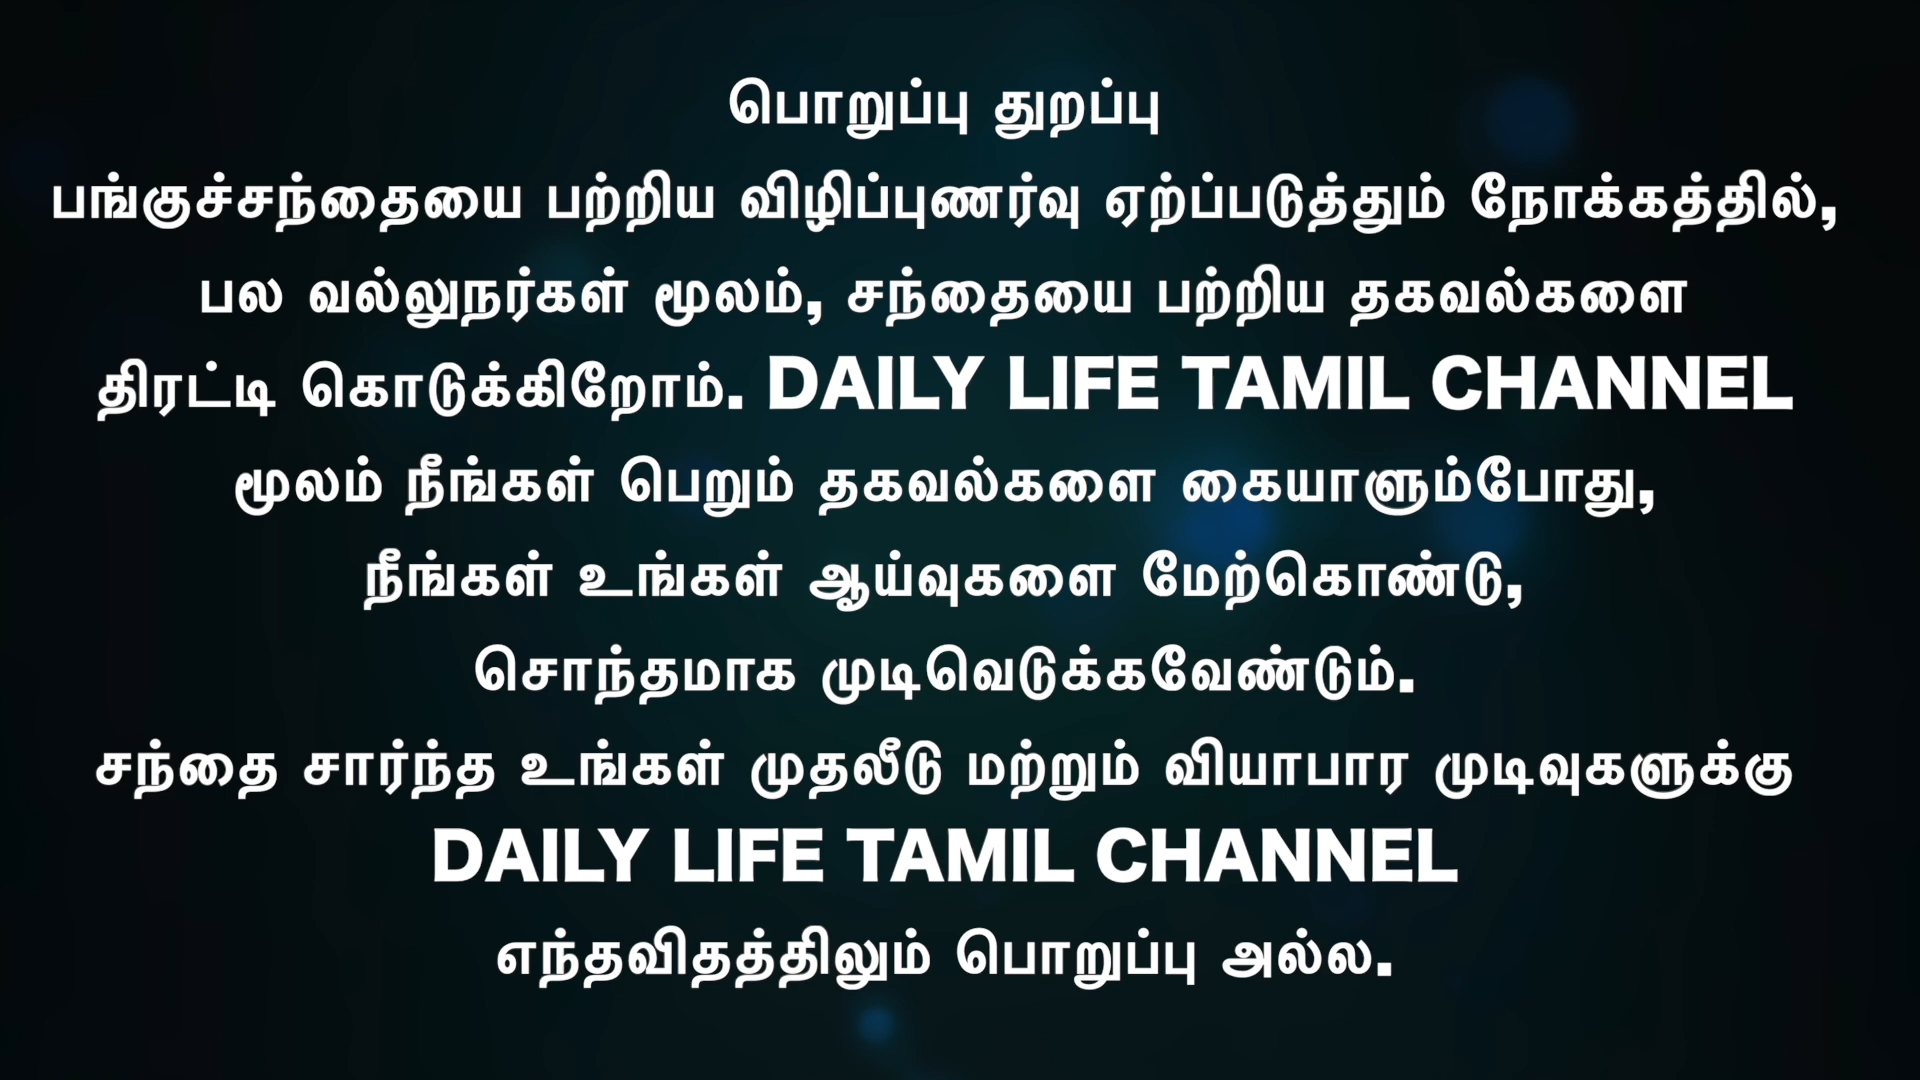 பொறுப்பு துறப்பு
பங்குச்சந்தையை பற்றிய விழிப்புணர்வு ஏற்ப்படுத்தும் நோக்கத்தில்,
பல வல்லுநர்கள் மூலம், சந்தையை பற்றிய தகவல்களை
திரட்டி கொடுக்கிறோம். DAILY LIFE TAMIL CHANNEL
மூலம் நீங்கள் பெறும் தகவல்களை கையாளும்போது,
நீங்கள் உங்கள் ஆய்வுகளை மேற்கொண்டு,
சொந்தமாக முடிவெடுக்கவேண்டும்.
சந்தை சார்ந்த உங்கள் முதலீடு மற்றும் வியாபார முடிவுகளுக்கு
DAILY LIFE TAMIL CHANNEL
எந்தவிதத்திலும் பொறுப்பு அல்ல.